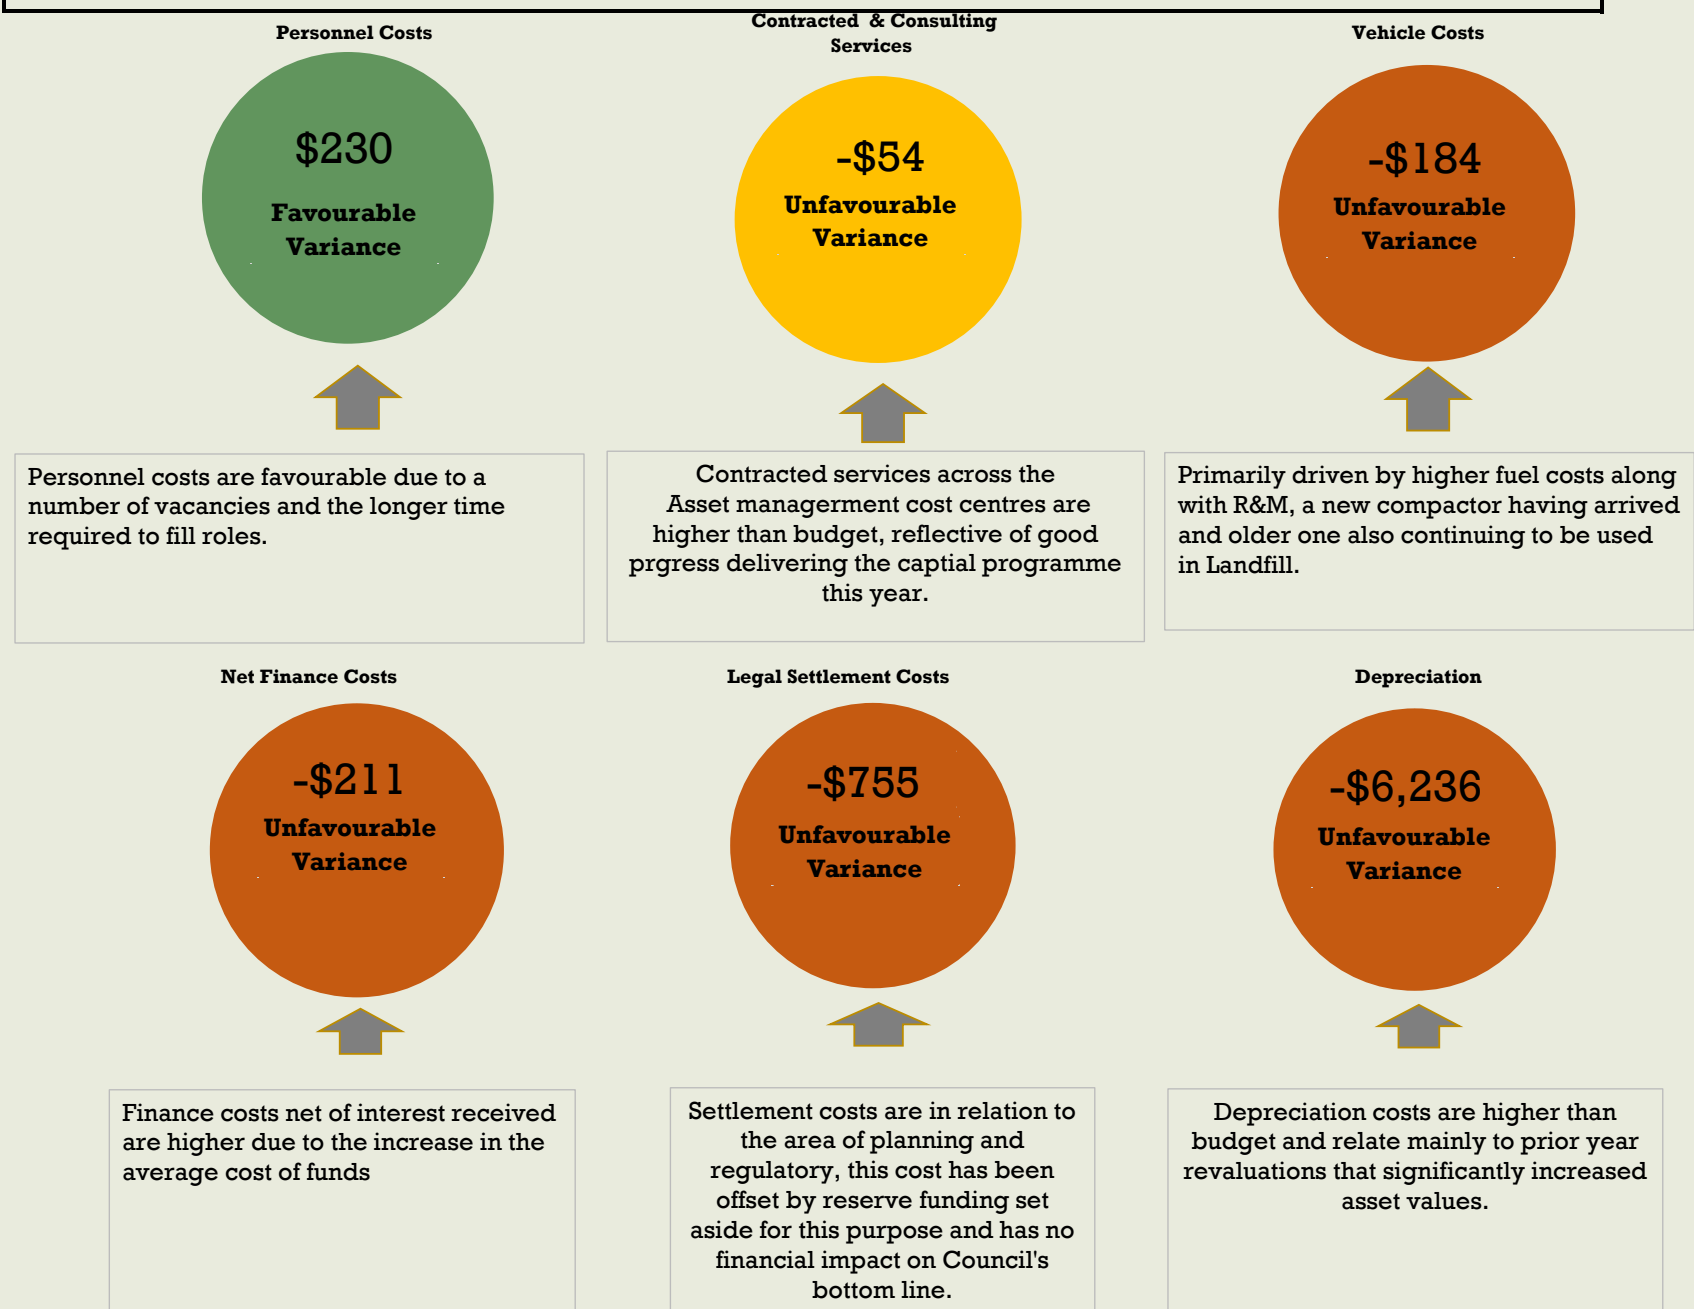 Personnel Costs
Contracted & Consulting
Services
Vehicle Costs
$230
Favourable
Variance
-$54
Unfavourable
Variance
-$184
Unfavourable
Variance
Personnel costs are favourable due to a
number of vacancies and the longer time
required to fill roles.
Contracted services across the
Asset managerment cost centres are
higher than budget, reflective of good
prgress delivering the captial programme
this year.
Primarily driven by higher fuel costs along
with R&M, a new compactor having arrived
and older one also continuing to be used
in Landfill.
Net Finance Costs
Legal Settlement Costs
Depreciation
-$211
Unfavourable
Variance
-$755
Unfavourable
Variance
-$6,236
Unfavourable
Variance
Finance costs net of interest received
are higher due to the increase in the
average cost of funds
Settlement costs are in relation to
the area of planning and
regulatory, this cost has been
offset by reserve funding set
aside for this purpose and has no
financial impact on Council's
bottom line.
Depreciation costs are higher than
budget and relate mainly to prior year
revaluations that significantly increased
asset values.